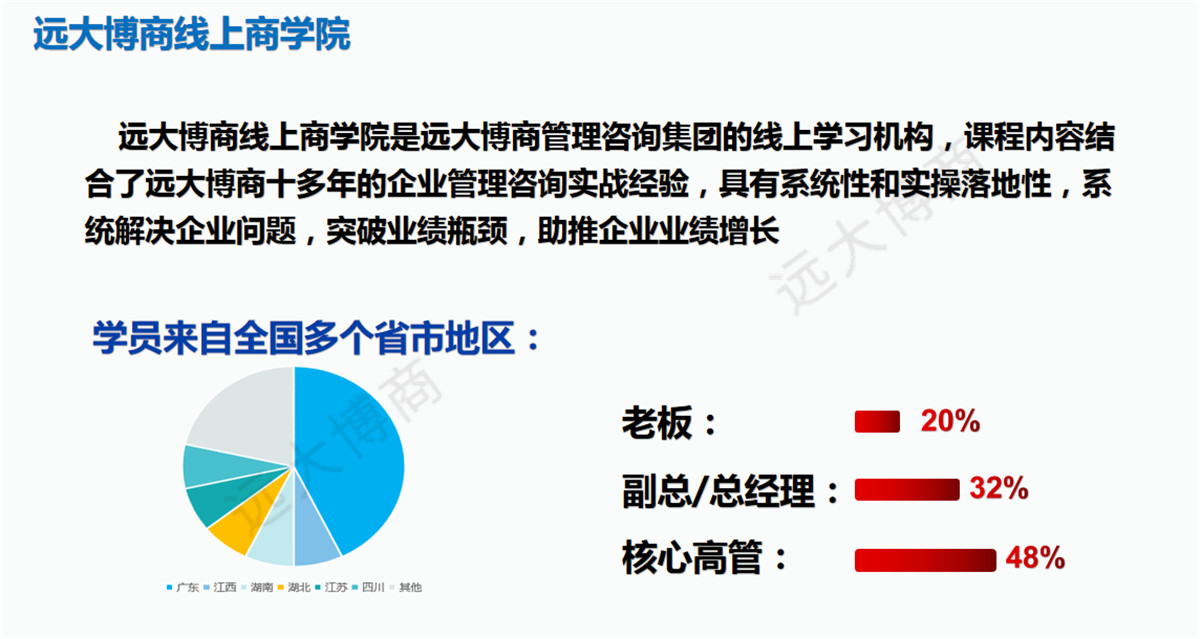 远大博商线上商学院
远大博商线上商学院是远大博商管理咨询集团的线上学习机构，课程内容结
合了远大博商十多年的企业管理咨询实战经验，具有系统性和实操落地性，系
统解决企业问题，突破业绩瓶颈，助推企业业绩增长
远大博商
学员来自全国多个省市地区：
远大博商
广东 江西 湖南 湖北 江苏 四川 其他
老板： 20%
副总/总经理： 32%
核心高管： 48%